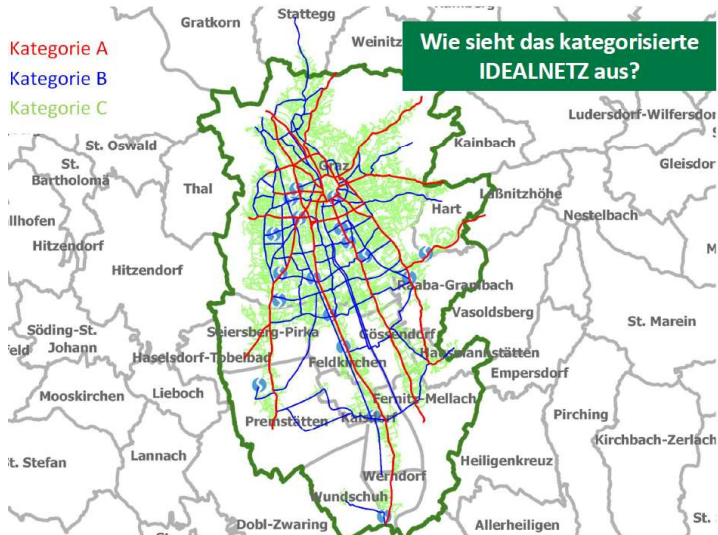 Gratkorn
Stattegg
Weinitz
Kategorie A
Kategorie B
Kategorie C
Wie sieht das kategorisierte
IDEALNETZ aus?
Ludersdorf-Wilfersdor
St. Oswald
Kainbach
Graz
St.
Bartholomä
Thal
Gleisdor
Laßnitzhöhe
Hart
Nestelbach
Hitzendorf
Hitzendorf
Raaba-Grambach
Vasoldsberg
St. Marein
Söding-St.
Johann
Seiersberg-Pirka
Gössendorf
Haselsdorf-Tobelbad
Feldkirchen
Hausmannstätten
Empersdorf
Mooskirchen
Lieboch
Fernitz-Mellach
Premstätten
Kalsdorf
Pirching
Kirchbach-Zerlach
St. Stefan
Lannach
Heiligenkreuz
Werndorf
Wundschuh
Dobl-Zwaring
Allerheiligen
St.